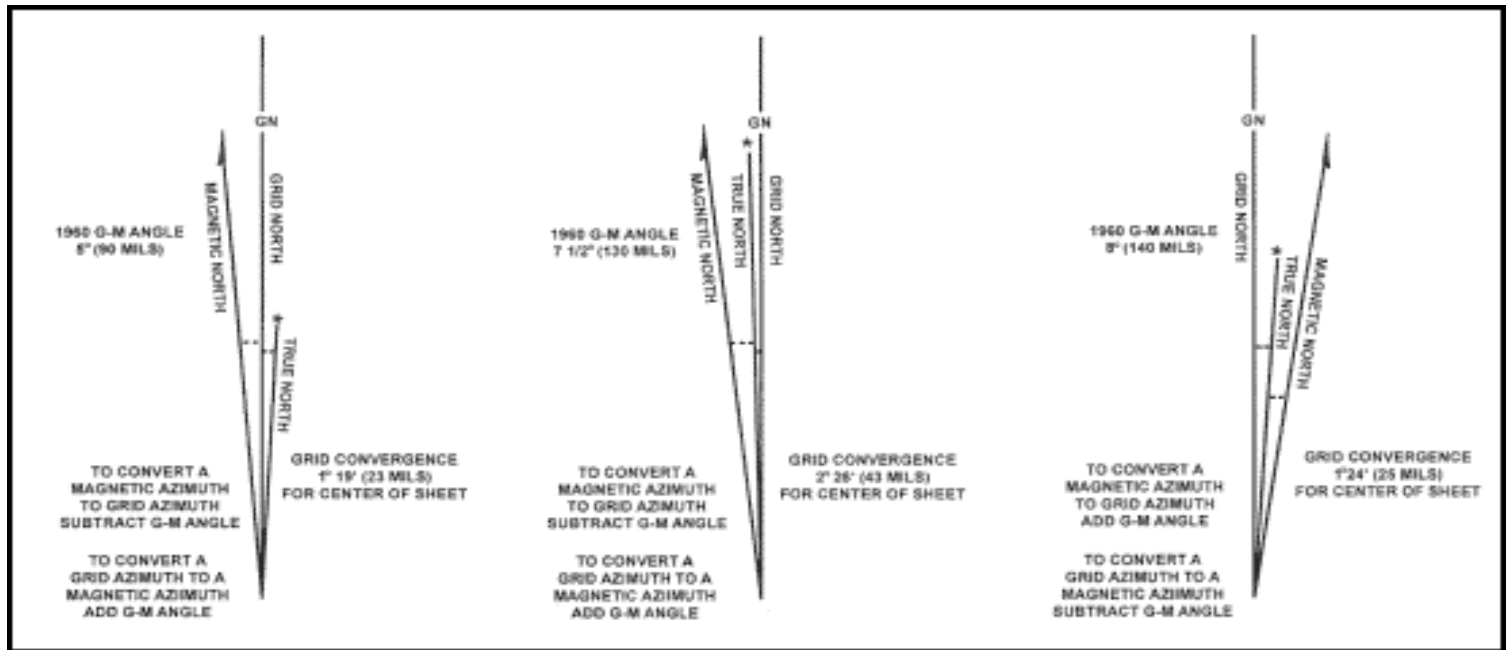 GN
MAGNETIC NORTH
GRID NORTH
1960 G-M ANGLE
5° (90 MILS)
*
TRUE NORTH
GRID CONVERGENCE
1° 19' (23 MILS)
FOR CENTER OF SHEET
TO CONVERT A
MAGNETIC AZIMUTH
TO GRID AZIMUTH
SUBTRACT G-M ANGLE
TO CONVERT A
GRID AZIMUTH TO A
MAGNETIC AZIMUTH
ADD G-M ANGLE
GN
*
MAGNETIC NORTH
TRUE NORTH
GRID NORTH
1960 G-M ANGLE
7 1/2° (130 MILS)
GRID CONVERGENCE
2° 26' (43 MILS)
FOR CENTER OF SHEET
TO CONVERT A
MAGNETIC AZIMUTH
TO GRID AZIMUTH
SUBTRACT G-M ANGLE
TO CONVERT A
GRID AZIMUTH TO A
MAGNETIC AZIMUTH
ADD G-M ANGLE
GN
GRID NORTH
1960 G-M ANGLE
8° (140 MILS)
*
TRUE NORTH
MAGNETIC NORTH
GRID CONVERGENCE
1°24' (25 MILS)
FOR CENTER OF SHEET
TO CONVERT A
MAGNETIC AZIMUTH
TO GRID AZIMUTH
ADD G-M ANGLE
TO CONVERT A
GRID AZIMUTH TO A
MAGNETIC AZIMUTH
SUBTRACT G-M ANGLE